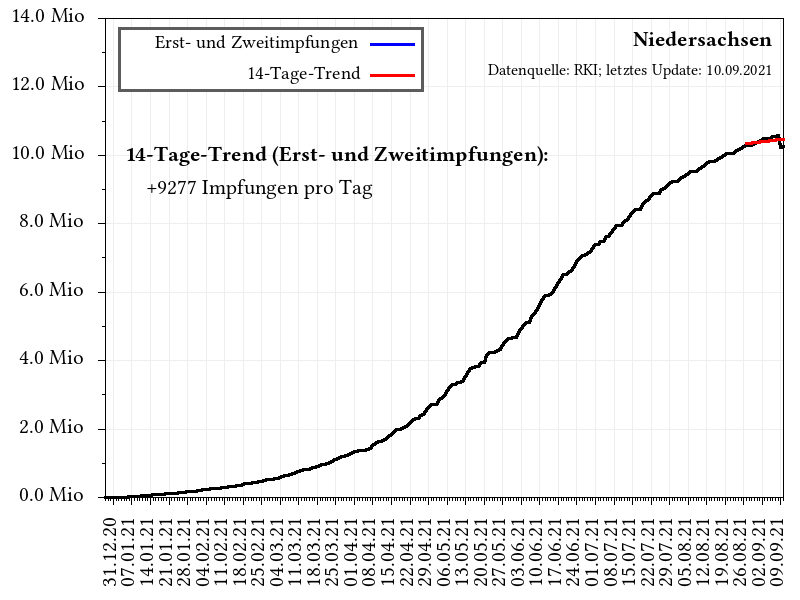 14.0 Mio
12.0 Mio
10.0 Mio
8.0 Mio
6.0 Mio
4.0 Mio
2.0 Mio
0.0 Mio
Erst- und Zweitimpfungen
14-Tage-Trend
Niedersachsen
Datenquelle: RKI; letztes Update: 10.09.2021
14-Tage-Trend (Erst- und Zweitimpfungen):
+9277 Impfungen pro Tag
31.12.20
07.01.21
14.01.21
21.01.21
28.01.21
04.02.21
11.02.21
18.02.21
25.02.21
04.03.21
11.03.21
18.03.21
25.03.21
01.04.21
08.04.21
15.04.21
22.04.21
29.04.21
06.05.21
13.05.21
20.05.21
27.05.21
03.06.21
10.06.21
17.06.21
24.06.21
01.07.21
08.07.21
15.07.21
22.07.21
29.07.21
05.08.21
12.08.21
19.08.21
26.08.21
02.09.21
09.09.21